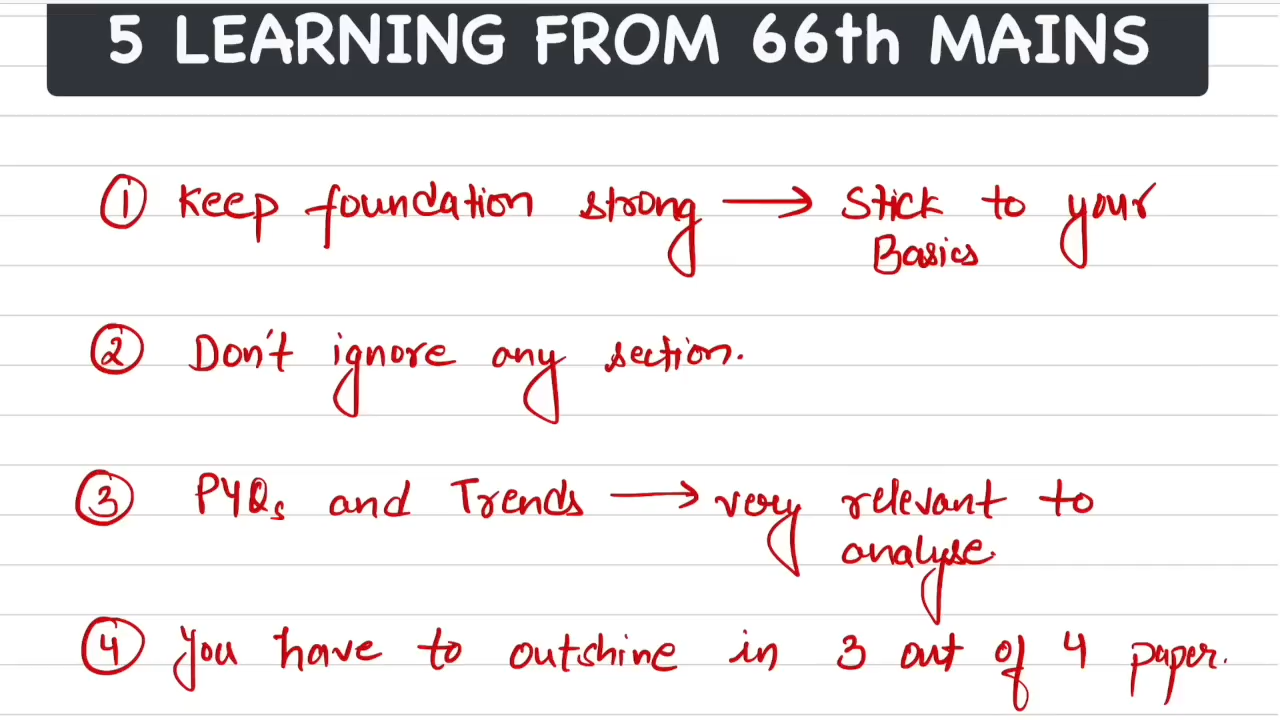 5 LEARNING FROM 66th MAINS
① Keep foundation strong → Stick to your
Basics
② Don't ignore any section.
③ PYQs and Trends → very relevant to
analyse.
④ You have to outshine in 3 out of 4 paper.